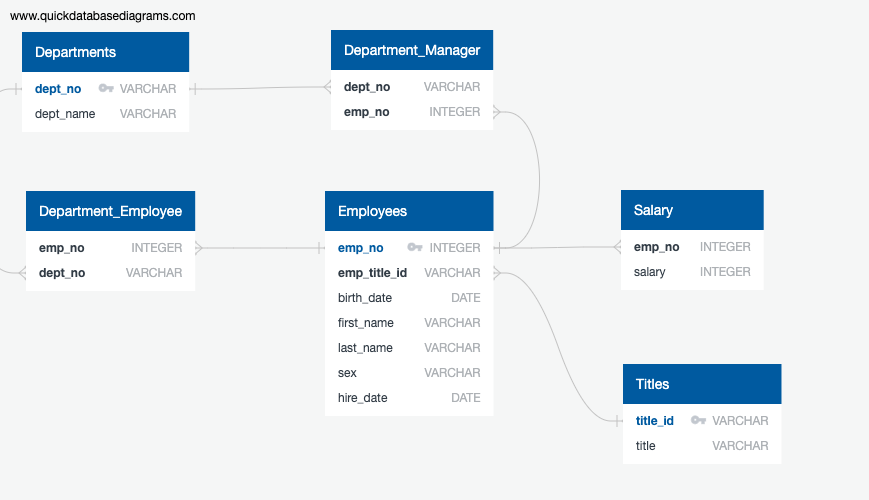 www.quickdatabasediagrams.com
Departments
dept_no VARCHAR
dept_name VARCHAR
Department_Manager
dept_no VARCHAR
emp_no INTEGER
Department_Employee
emp_no INTEGER
dept_no VARCHAR
Employees
emp_no INTEGER
emp_title_id VARCHAR
birth_date DATE
first_name VARCHAR
last_name VARCHAR
sex VARCHAR
hire_date DATE
Salary
emp_no INTEGER
salary INTEGER
Titles
title_id VARCHAR
title VARCHAR